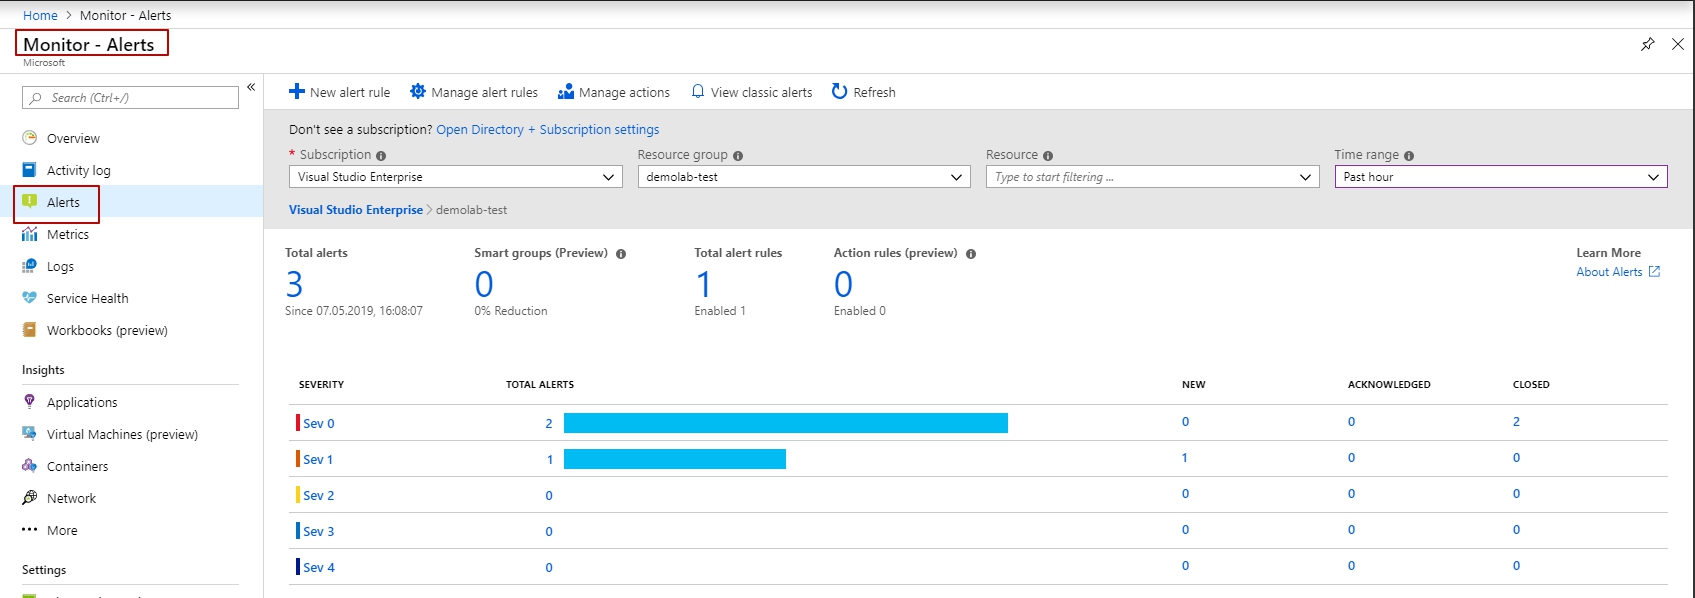 Home > Monitor - Alerts
Monitor - Alerts
Microsoft
Search (Ctrl+/)
«
Overview
Activity log
Alerts
Metrics
Logs
Service Health
Workbooks (preview)
Insights
Applications
Virtual Machines (preview)
Containers
Network
More
Settings
New alert rule Manage alert rules Manage actions View classic alerts Refresh
Don't see a subscription? Open Directory + Subscription settings
* Subscription Resource group Resource Time range
Visual Studio Enterprise demolab-test Type to start filtering ... Past hour
Visual Studio Enterprise > demolab-test
Total alerts Smart groups (Preview) Total alert rules Action rules (preview) Learn More
3 0 1 0 About Alerts
Since 07.05.2019, 16:08:07 0% Reduction Enabled 1 Enabled 0
SEVERITY TOTAL ALERTS NEW ACKNOWLEDGED CLOSED
Sev 0 2 0 0 2
Sev 1 1 1 0 0
Sev 2 0 0 0 0
Sev 3 0 0 0 0
Sev 4 0 0 0 0